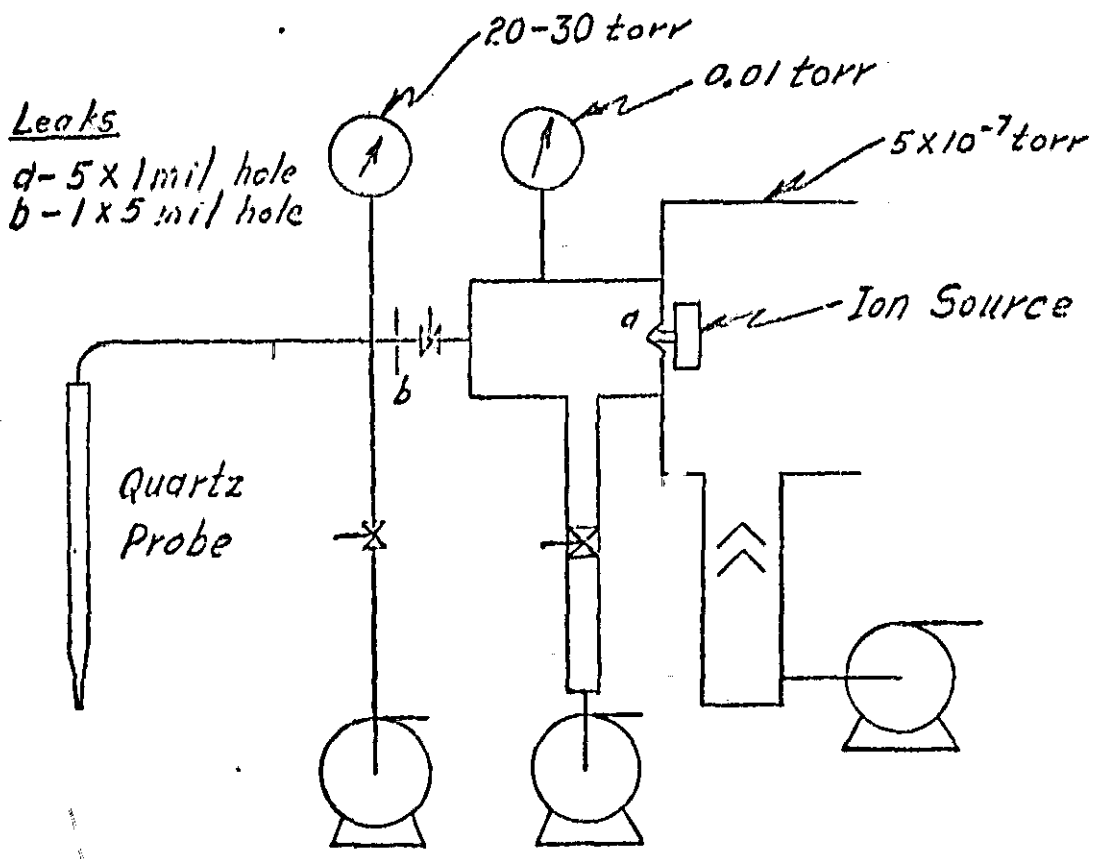 20-30 torr
0.01 torr
5x10⁻⁷ torr
Leaks
a- 5 x 1 mil hole
b - 1 x 5 mil hole
a
Ion Source
b
Quartz
Probe